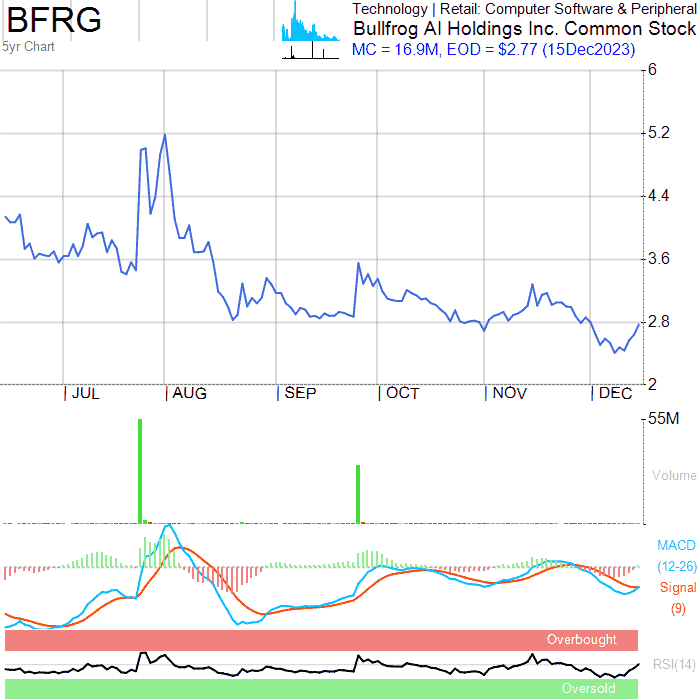 BFRG
5yr Chart
Technology | Retail: Computer Software & Peripheral
Bullfrog AI Holdings Inc. Common Stock
MC = 16.9M, EOD = $2.77 (15Dec2023)
6
5.2
4.4
3.6
2.8
2
JUL AUG SEP OCT NOV DEC
55M
Volume
MACD
(12-26)
Signal
(9)
Overbought
RSI(14)
Oversold